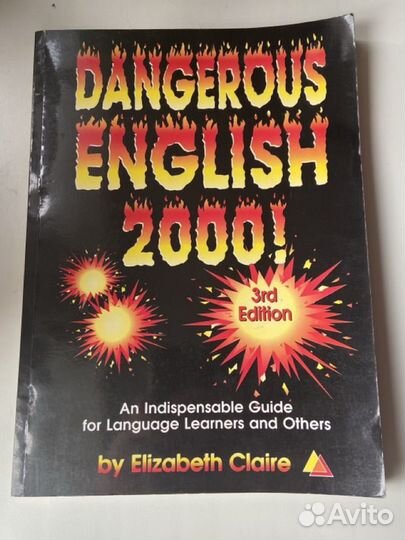 DANGEROUS
ENGLISH
2000!
3rd
Edition
An Indispensable Guide
for Language Learners and Others
by Elizabeth Claire
Avito